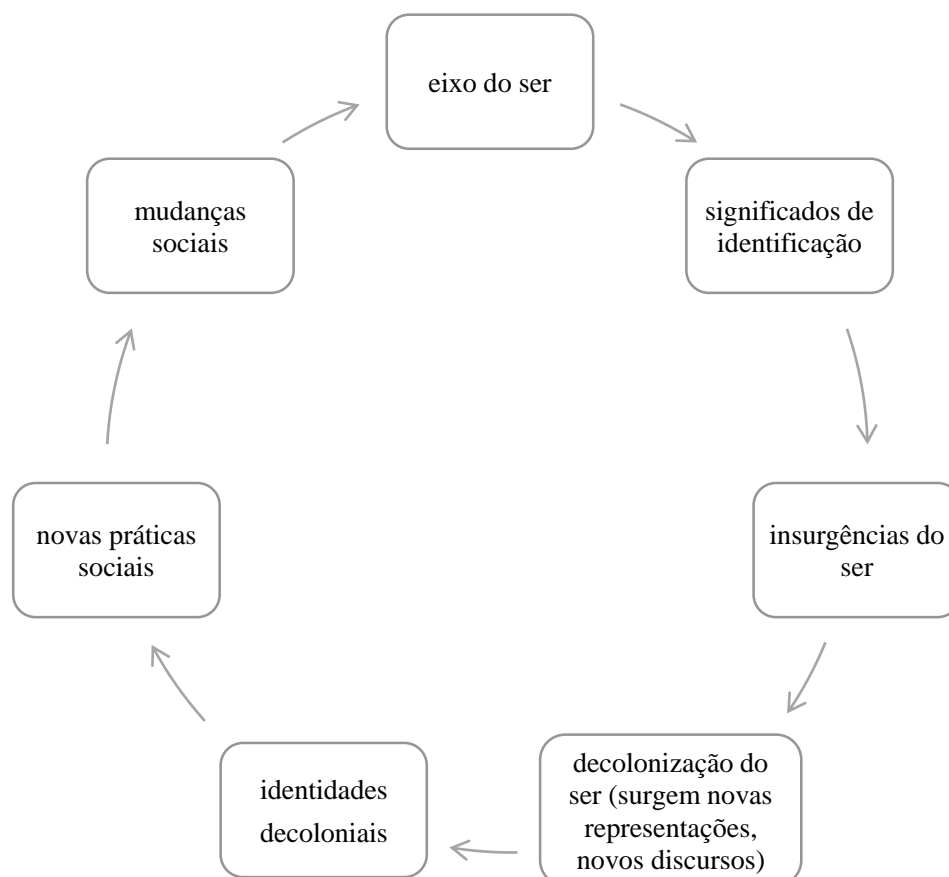 eixo do ser
significados de
identificação
insurgências do
ser
decolonização do
ser (surgem novas
representações,
novos discursos)
identidades
decoloniais
novas práticas
sociais
mudanças
sociais